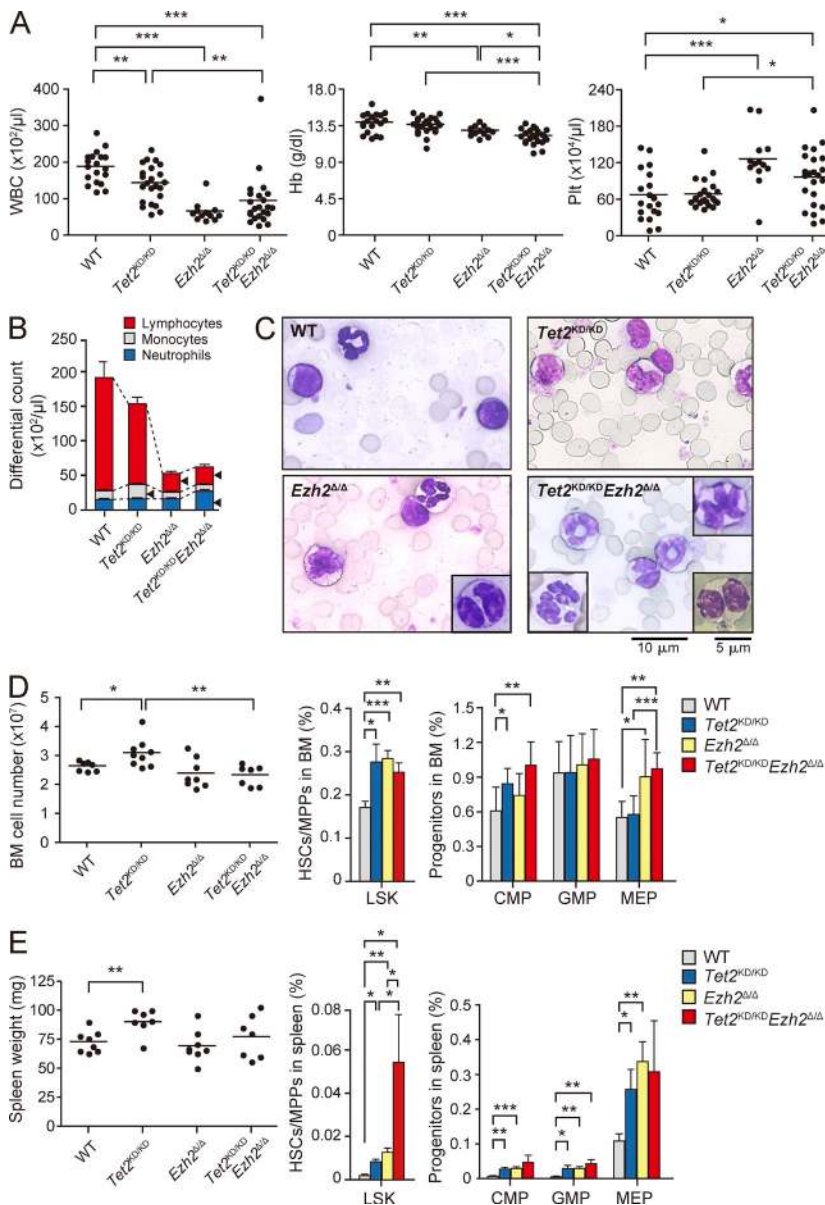 A
***
***
**
**
WBC (x10²/μl)
400
300
200
100
0
WT
Tet2KD/KD
Ezh2Δ/Δ
Tet2KD/KD
Ezh2Δ/Δ
***
**
*
***
Hb (g/dl)
18.0
13.5
9.0
4.5
0
WT
Tet2KD/KD
Ezh2Δ/Δ
Tet2KD/KD
Ezh2Δ/Δ
*
***
*
Plt (x10⁴/μl)
240
180
120
60
0
WT
Tet2KD/KD
Ezh2Δ/Δ
Tet2KD/KD
Ezh2Δ/Δ
B
Lymphocytes
Monocytes
Neutrophils
Differential count
(x10²/μl)
250
200
150
100
50
0
WT
Tet2KD/KD
Ezh2Δ/Δ
Tet2KD/KDEzh2Δ/Δ
C
WT
Tet2KD/KD
Ezh2Δ/Δ
Tet2KD/KDEzh2Δ/Δ
10 μm
5 μm
D
*
**
BM cell number (x10⁷)
5
4
3
2
1
0
WT
Tet2KD/KD
Ezh2Δ/Δ
Tet2KD/KD
Ezh2Δ/Δ
**
***
*
HSCs/MPPs in BM (%)
0.4
0.3
0.2
0.1
0
LSK
**
*
**
***
*
Progenitors in BM (%)
1.5
1.2
0.9
0.6
0.3
0
CMP
GMP
MEP
WT
Tet2KD/KD
Ezh2Δ/Δ
Tet2KD/KDEzh2Δ/Δ
E
**
Spleen weight (mg)
125
100
75
50
25
0
WT
Tet2KD/KD
Ezh2Δ/Δ
Tet2KD/KD
Ezh2Δ/Δ
*
**
*
*
*
HSCs/MPPs in spleen (%)
0.08
0.06
0.04
0.02
0
LSK
***
**
**
**
*
**
*
Progenitors in spleen (%)
0.5
0.4
0.3
0.2
0.1
0
CMP
GMP
MEP
WT
Tet2KD/KD
Ezh2Δ/Δ
Tet2KD/KDEzh2Δ/Δ